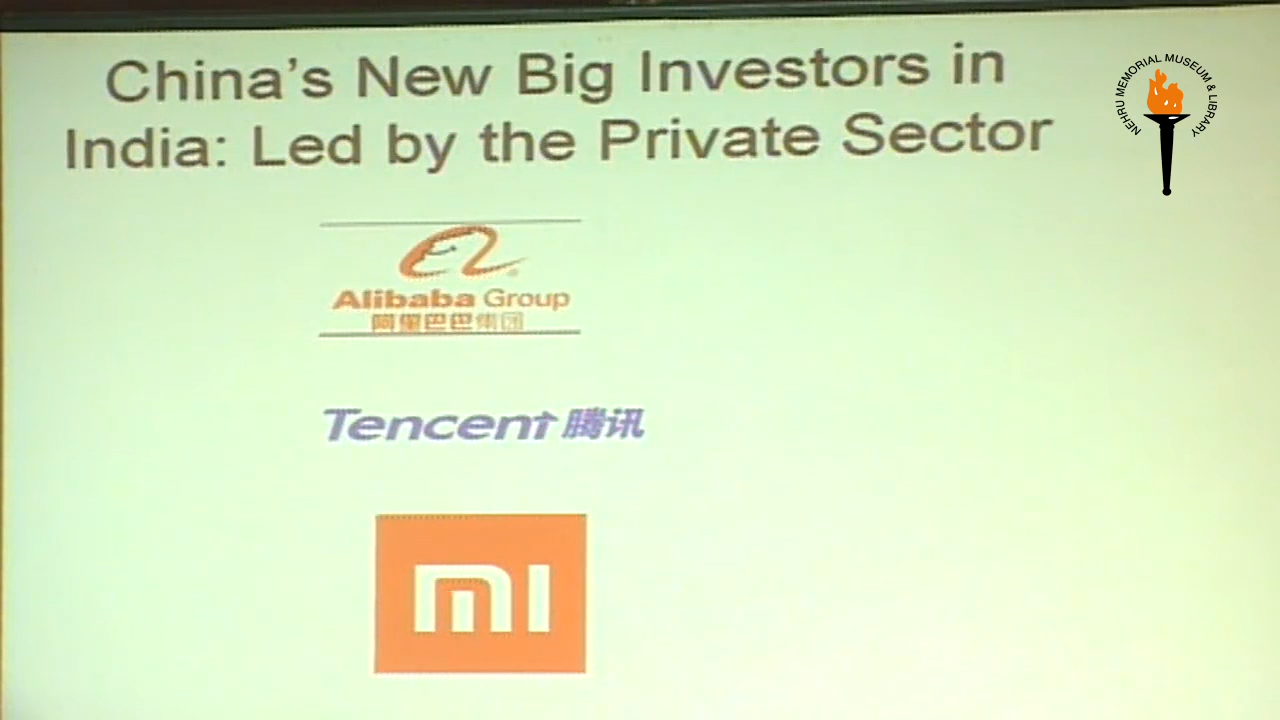 China's New Big Investors in
India: Led by the Private Sector
NEHRU MEMORIAL MUSEUM & LIBRARY
Alibaba Group
阿里巴巴集团
Tencent 腾讯
mi